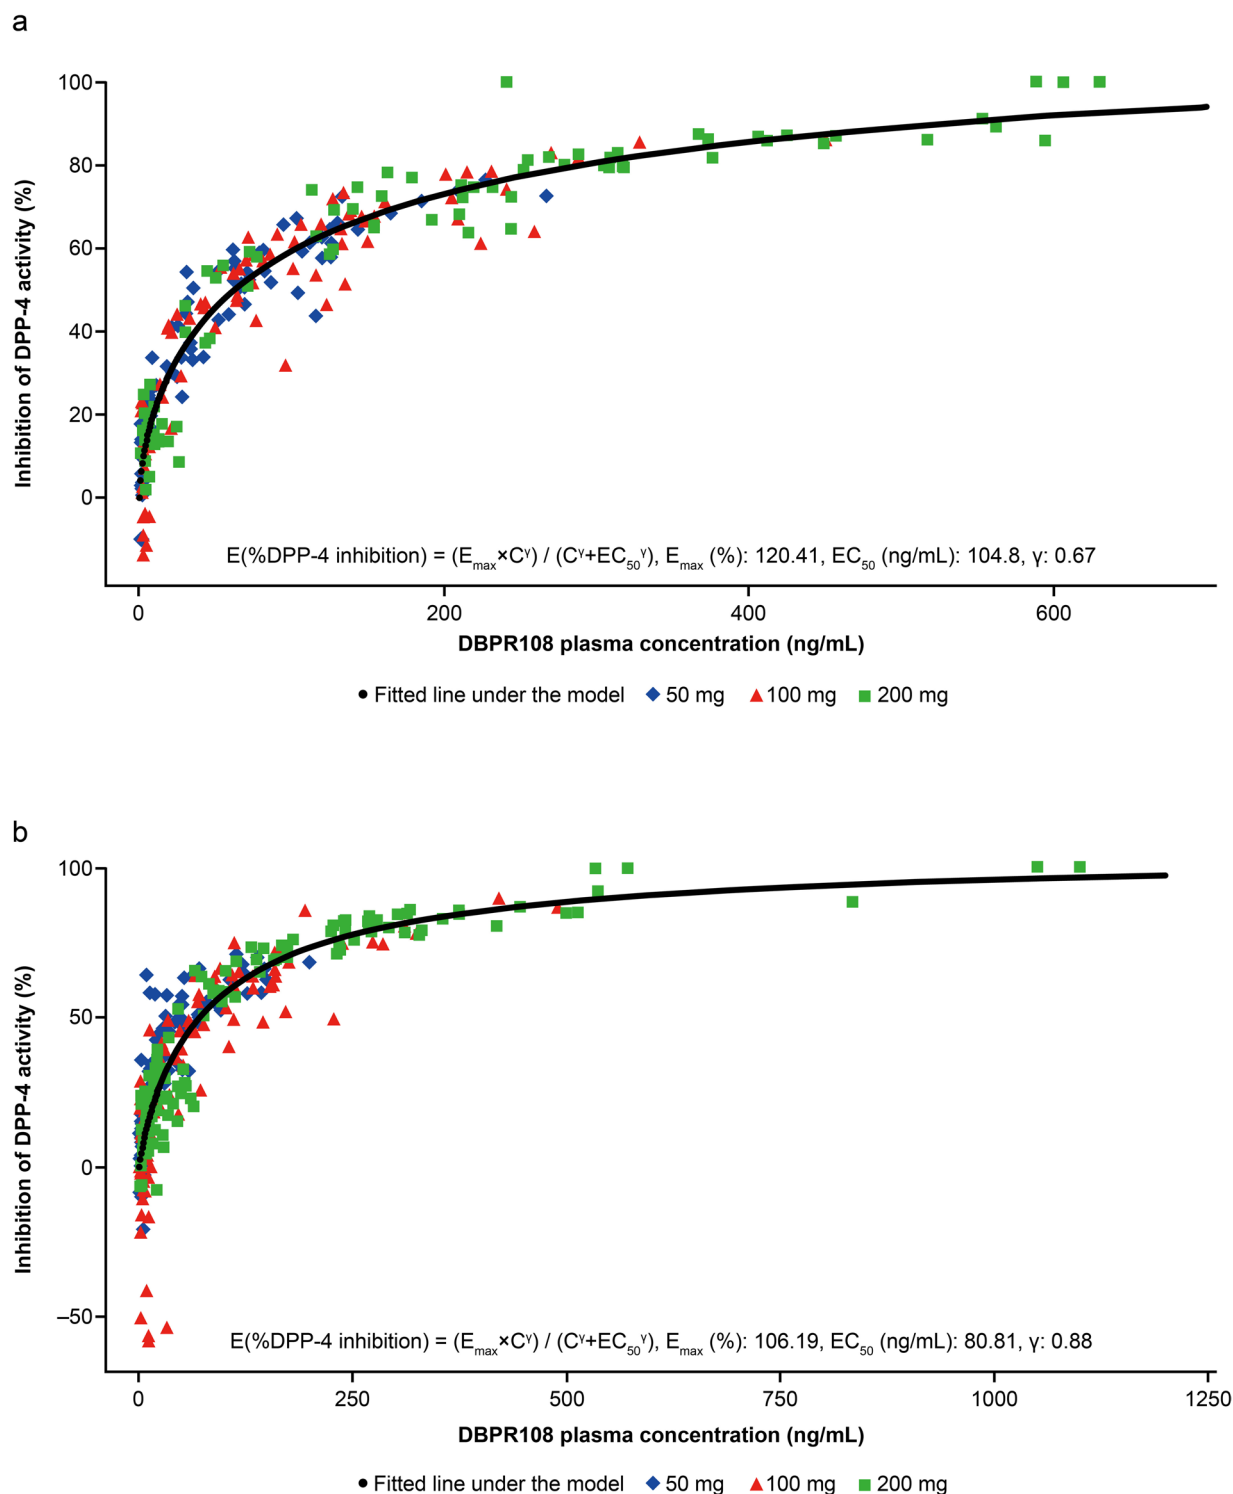 a
100
80
60
40
20
0
Inhibition of DPP-4 activity (%)
E(%DPP-4 inhibition) = (Emax×Cᵞ) / (Cᵞ+EC50ᵞ), Emax (%): 120.41, EC50 (ng/mL): 104.8, γ: 0.67
0 200 400 600
DBPR108 plasma concentration (ng/mL)
Fitted line under the model 50 mg 100 mg 200 mg
b
100
50
0
–50
Inhibition of DPP-4 activity (%)
E(%DPP-4 inhibition) = (Emax×Cᵞ) / (Cᵞ+EC50ᵞ), Emax (%): 106.19, EC50 (ng/mL): 80.81, γ: 0.88
0 250 500 750 1000 1250
DBPR108 plasma concentration (ng/mL)
Fitted line under the model 50 mg 100 mg 200 mg